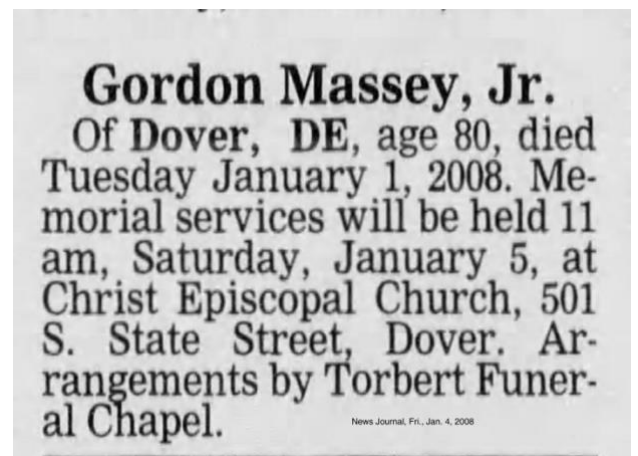 Gordon Massey, Jr.
Of Dover, DE, age 80, died
Tuesday January 1, 2008. Me-
morial services will be held 11
am, Saturday, January 5, at
Christ Episcopal Church, 501
S. State Street, Dover. Ar-
rangements by Torbert Funer-
al Chapel.
News Journal, Fri., Jan. 4, 2008